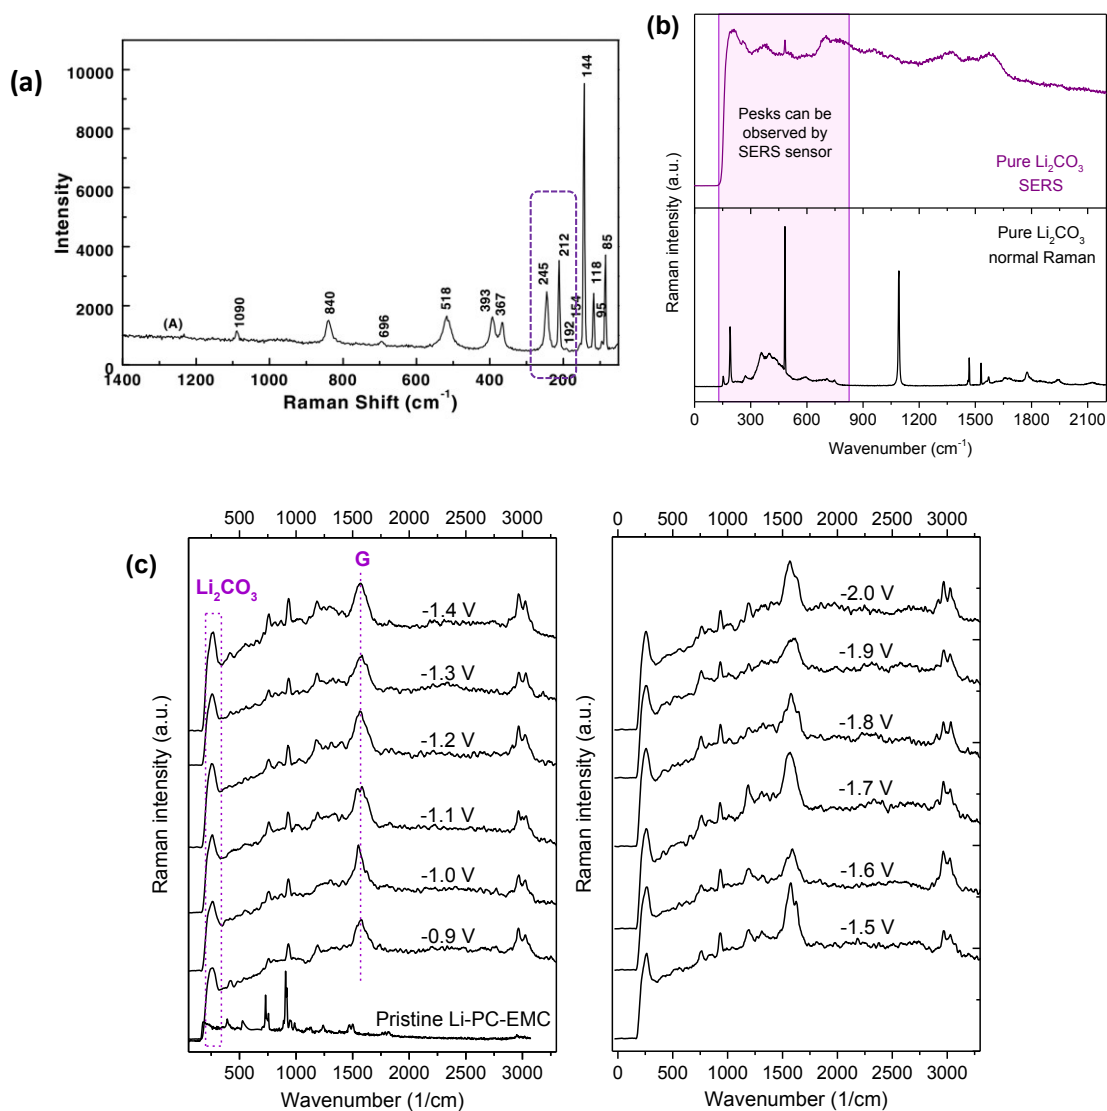 (a)
Intensity
10000
8000
6000
4000
2000
0
(A)
1090
840
696
518
393
367
245
212
192
154
144
118
95
85
1400
1200
1000
800
600
400
200
Raman Shift (cm⁻¹)
(b)
Raman intensity (a.u.)
Pesks can be
observed by
SERS sensor
Pure Li₂CO₃
SERS
Pure Li₂CO₃
normal Raman
0
300
600
900
1200
1500
1800
2100
Wavenumber (cm⁻¹)
(c)
500
1000
1500
2000
2500
3000
Li₂CO₃
G
-1.4 V
-1.3 V
-1.2 V
-1.1 V
-1.0 V
-0.9 V
Pristine Li-PC-EMC
Raman intensity (a.u.)
500
1000
1500
2000
2500
3000
Wavenumber (1/cm)
0
500
1000
1500
2000
2500
3000
-2.0 V
-1.9 V
-1.8 V
-1.7 V
-1.6 V
-1.5 V
Raman intensity (a.u.)
0
500
1000
1500
2000
2500
3000
Wavenumber (1/cm)